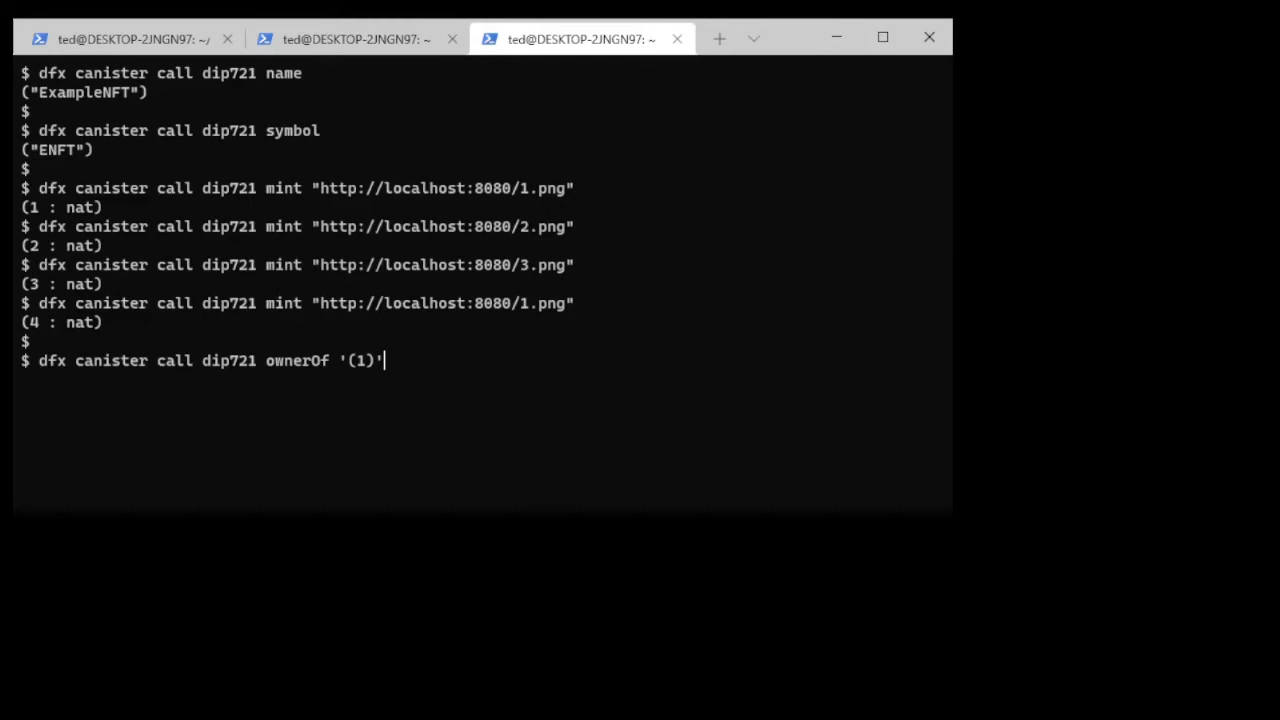 ted@DESKTOP-2JNGN97: ~/
ted@DESKTOP-2JNGN97: ~
ted@DESKTOP-2JNGN97: ~
$ dfx canister call dip721 name
("ExampleNFT")
$
$ dfx canister call dip721 symbol
("ENFT")
$
$ dfx canister call dip721 mint "http://localhost:8080/1.png"
(1 : nat)
$ dfx canister call dip721 mint "http://localhost:8080/2.png"
(2 : nat)
$ dfx canister call dip721 mint "http://localhost:8080/3.png"
(3 : nat)
$ dfx canister call dip721 mint "http://localhost:8080/1.png"
(4 : nat)
$
$ dfx canister call dip721 ownerOf '(1)'